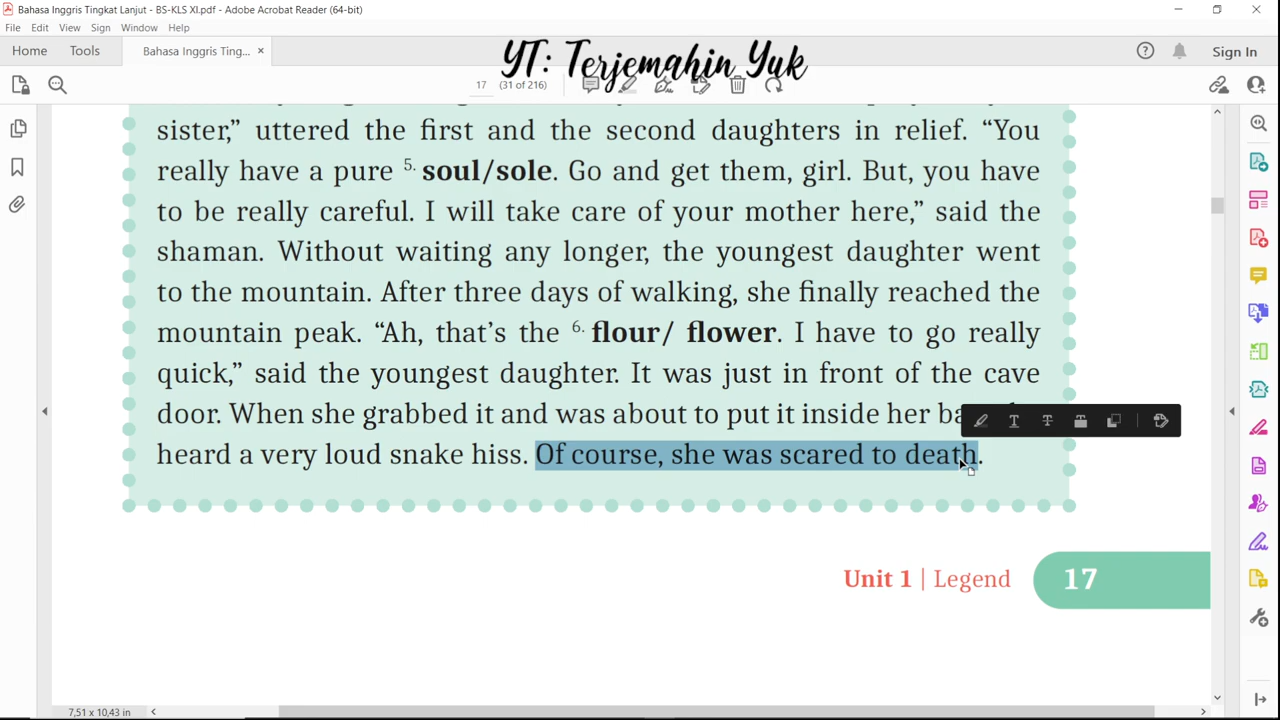 Bahasa Inggris Tingkat Lanjut - BS-KLS XI.pdf - Adobe Acrobat Reader (64-bit)
File Edit View Sign Window Help
Home Tools Bahasa Inggris Ting... × Sign In
YT: Terjemahin Yuk
17 (31 of 216)
sister,” uttered the first and the second daughters in relief. “You
really have a pure 5. soul/sole. Go and get them, girl. But, you have
to be really careful. I will take care of your mother here,” said the
shaman. Without waiting any longer, the youngest daughter went
to the mountain. After three days of walking, she finally reached the
mountain peak. “Ah, that’s the 6. flour/ flower. I have to go really
quick,” said the youngest daughter. It was just in front of the cave
door. When she grabbed it and was about to put it inside her
heard a very loud snake hiss. Of course, she was scared to death.
Unit 1 | Legend 17
7,51 x 10,43 in